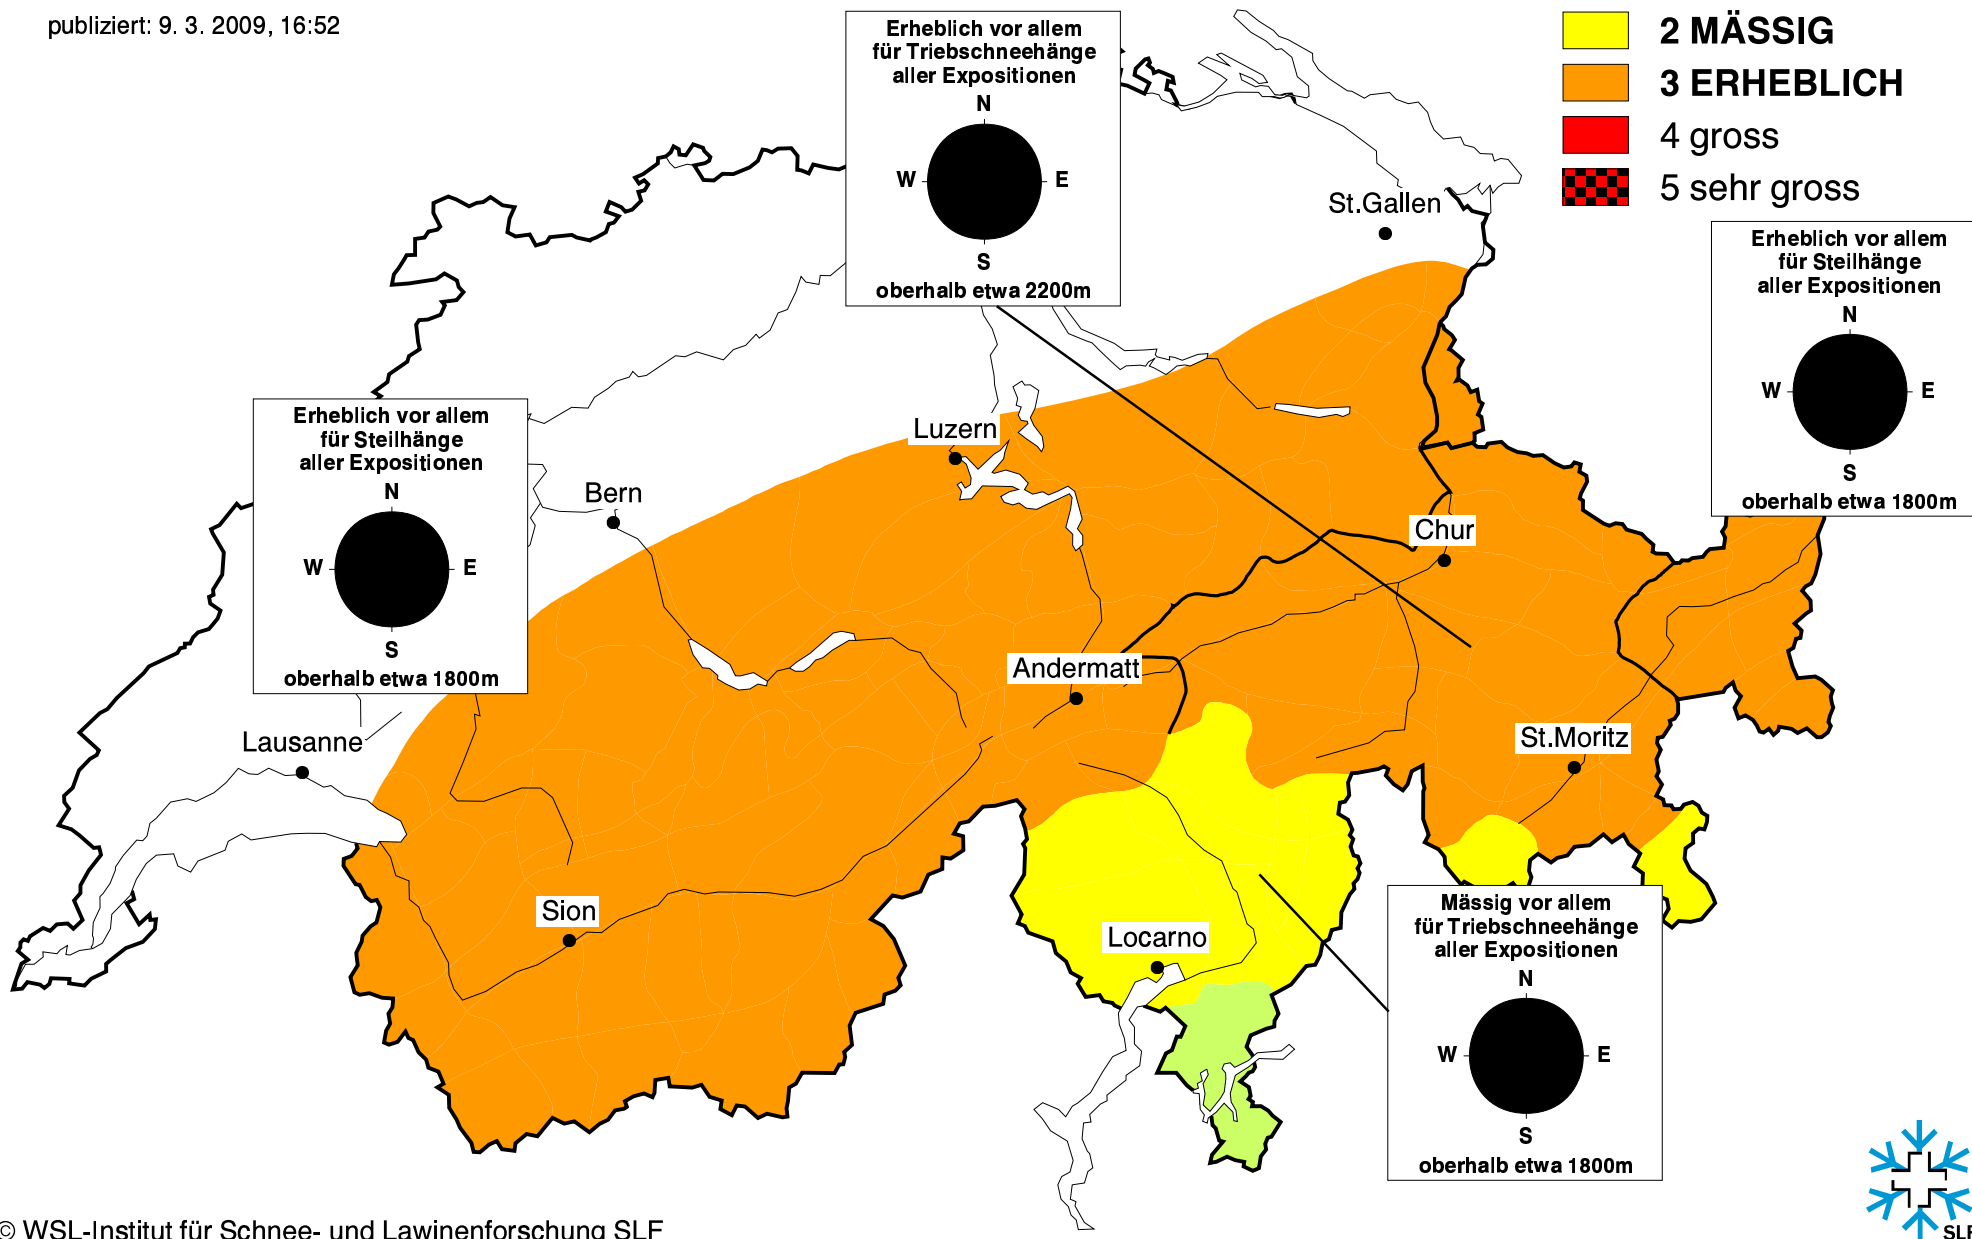 publiziert: 9. 3. 2009, 16:52
Erheblich vor allem
für Triebschneehänge
aller Expositionen
N
W
E
S
oberhalb etwa 2200m
2 MÄSSIG
3 ERHEBLICH
4 gross
5 sehr gross
St.Gallen
Erheblich vor allem
für Steilhänge
aller Expositionen
N
W
E
S
oberhalb etwa 1800m
Erheblich vor allem
für Steilhänge
aller Expositionen
N
W
E
S
oberhalb etwa 1800m
Luzern
Bern
Chur
Andermatt
Lausanne
St.Moritz
Sion
Locarno
Mässig vor allem
für Triebschneehänge
aller Expositionen
N
W
E
S
oberhalb etwa 1800m
© WSL-Institut für Schnee- und Lawinenforschung SLF
SLF